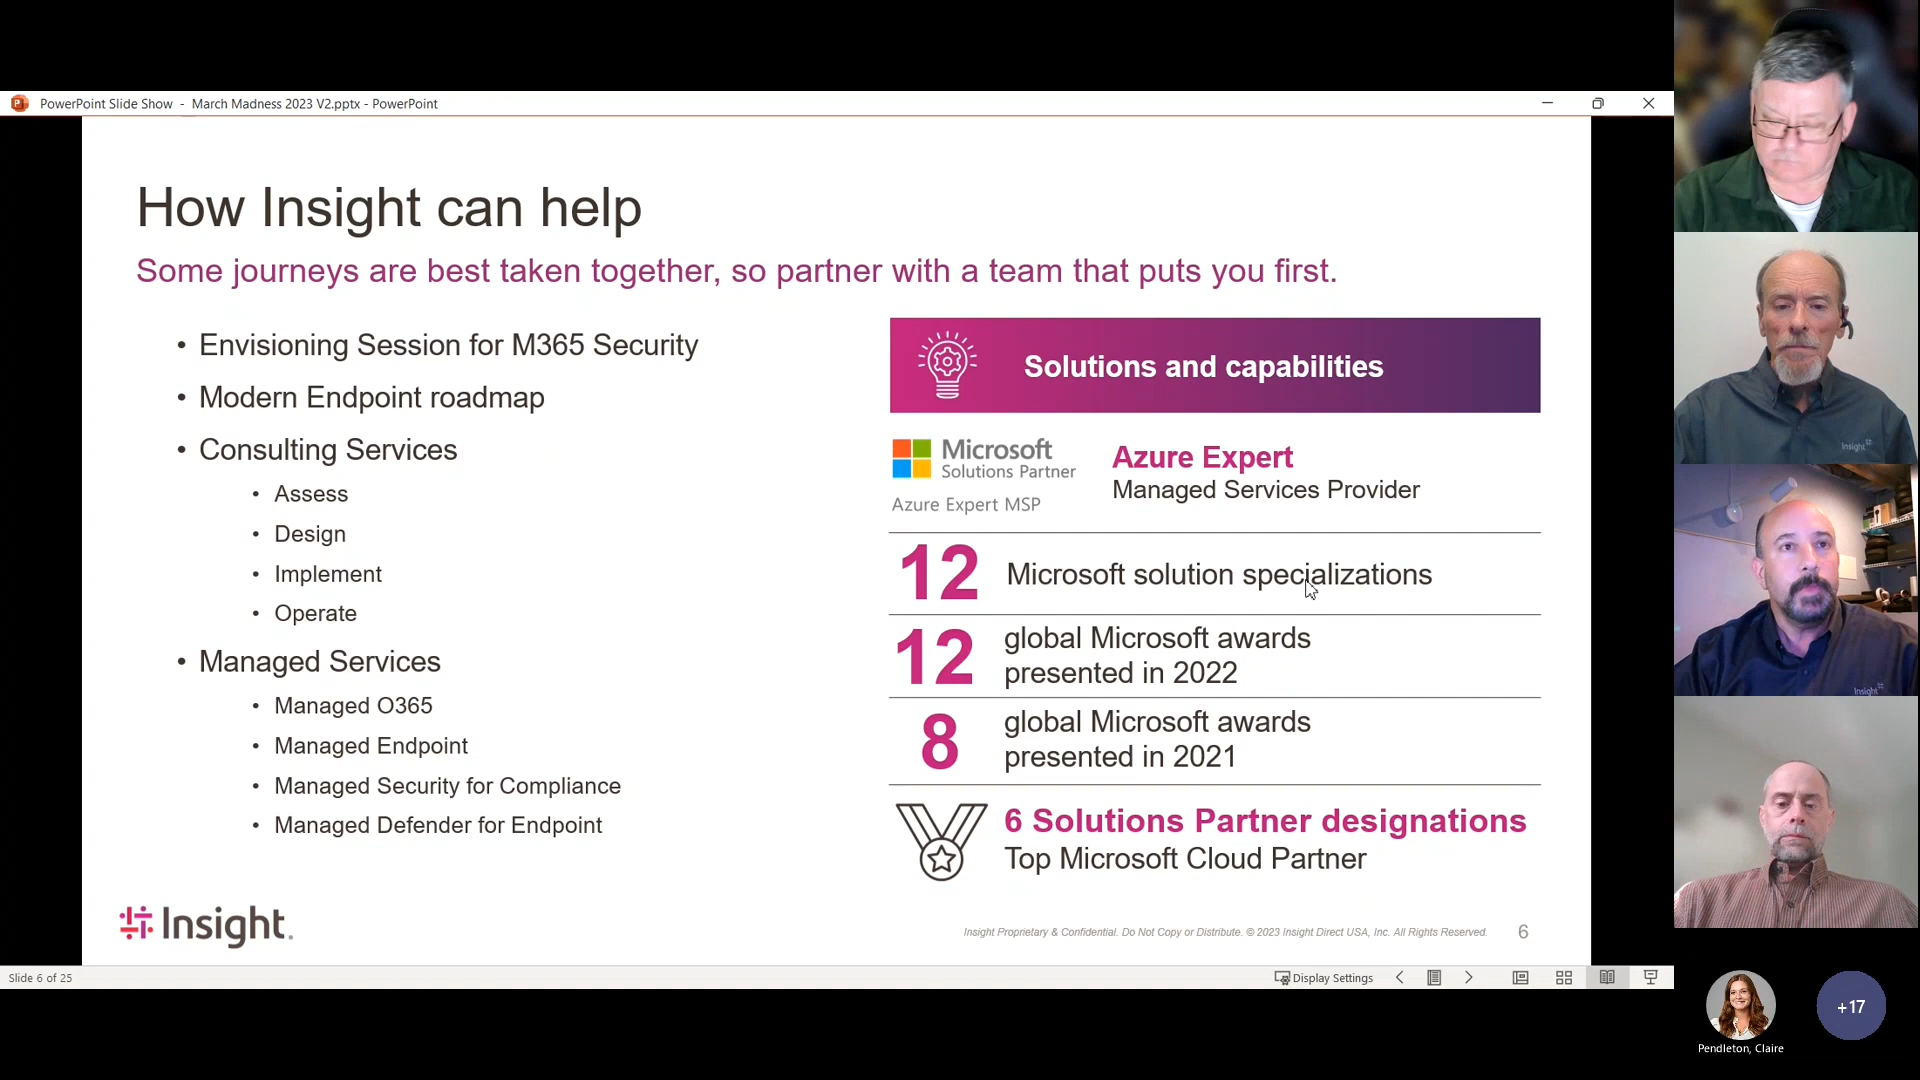 PowerPoint Slide Show - March Madness 2023 V2.pptx - PowerPoint
How Insight can help
Some journeys are best taken together, so partner with a team that puts you first.
• Envisioning Session for M365 Security
• Modern Endpoint roadmap
• Consulting Services
• Assess
• Design
• Implement
• Operate
• Managed Services
• Managed O365
• Managed Endpoint
• Managed Security for Compliance
• Managed Defender for Endpoint
Solutions and capabilities
Microsoft
Solutions Partner
Azure Expert MSP
Azure Expert
Managed Services Provider
12 Microsoft solution specializations
12 global Microsoft awards
presented in 2022
8 global Microsoft awards
presented in 2021
6 Solutions Partner designations
Top Microsoft Cloud Partner
Insight.
Insight Proprietary & Confidential. Do Not Copy or Distribute. © 2023 Insight Direct USA, Inc. All Rights Reserved.
6
Slide 6 of 25
Display Settings
Insight
Insight
Pendleton, Claire
+17